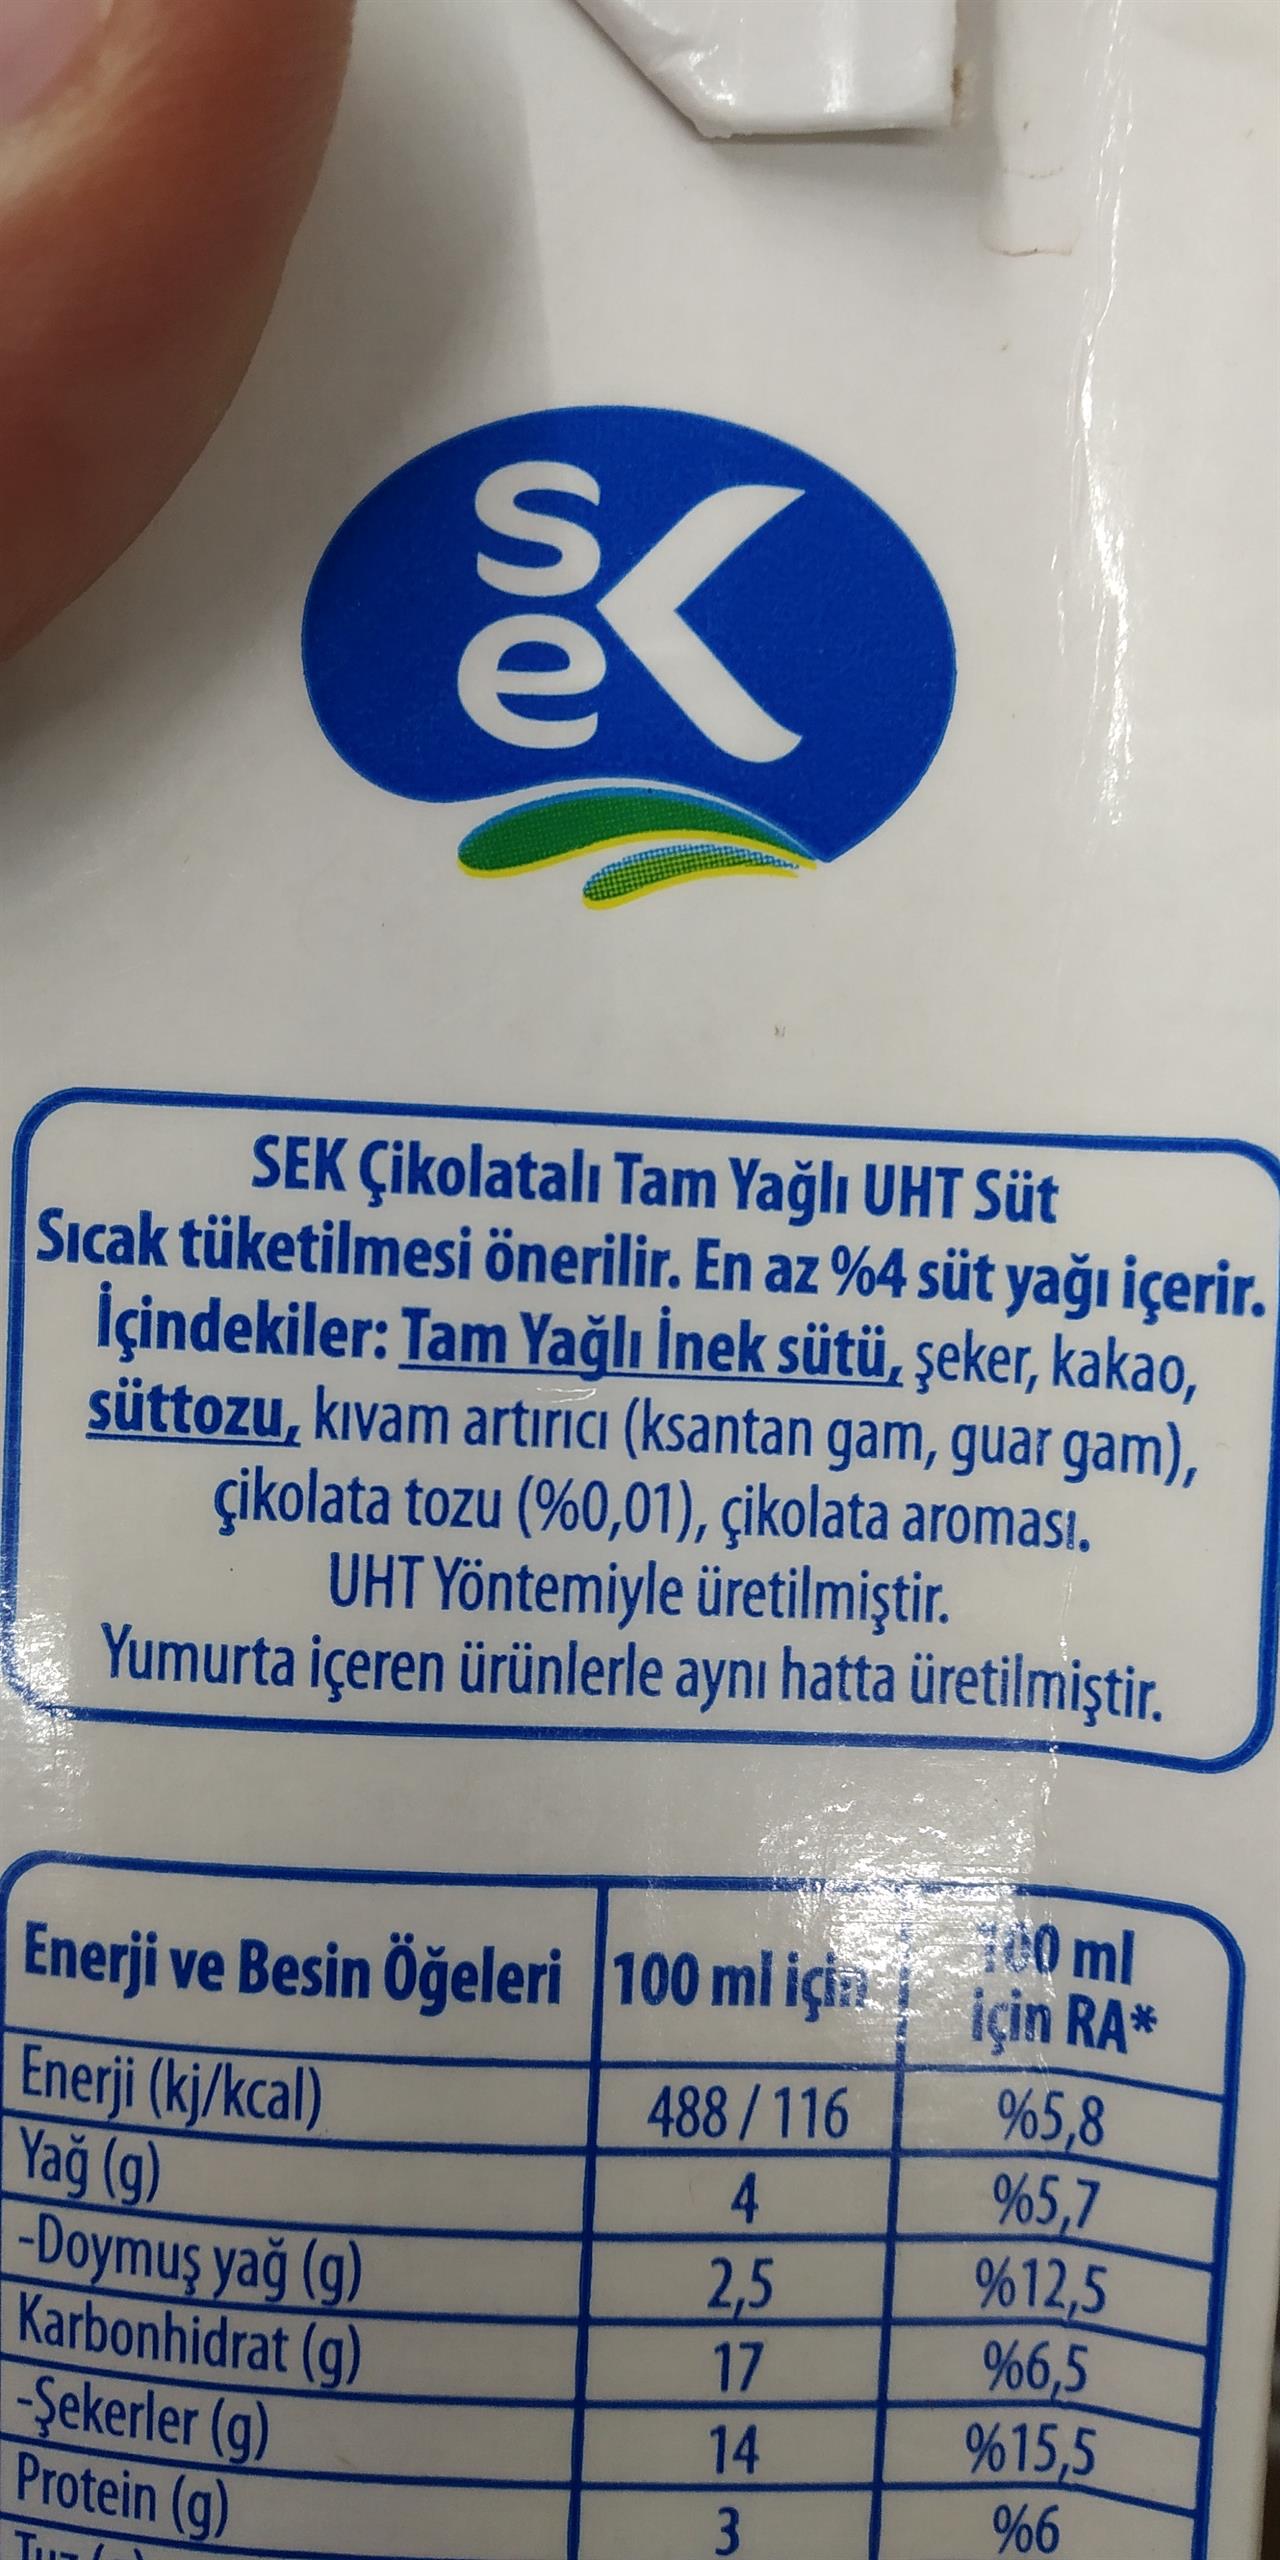 sek
SEK Çikolatalı Tam Yağlı UHT Süt
Sıcak tüketilmesi önerilir. En az %4 süt yağı içerir.
İçindekiler: Tam Yağlı İnek sütü, şeker, kakao,
süttozu, kıvam artırıcı (ksantan gam, guar gam),
çikolata tozu (%0,01), çikolata aroması.
UHT Yöntemiyle üretilmiştir.
Yumurta içeren ürünlerle aynı hatta üretilmiştir.
Enerji ve Besin Öğeleri 100 ml için 100 ml
için RA*
Enerji (kj/kcal) 488 / 116 %5,8
Yağ (g) 4 %5,7
-Doymuş yağ (g) 2,5 %12,5
Karbonhidrat (g) 17 %6,5
-Şekerler (g) 14 %15,5
Protein (g) 3 %6